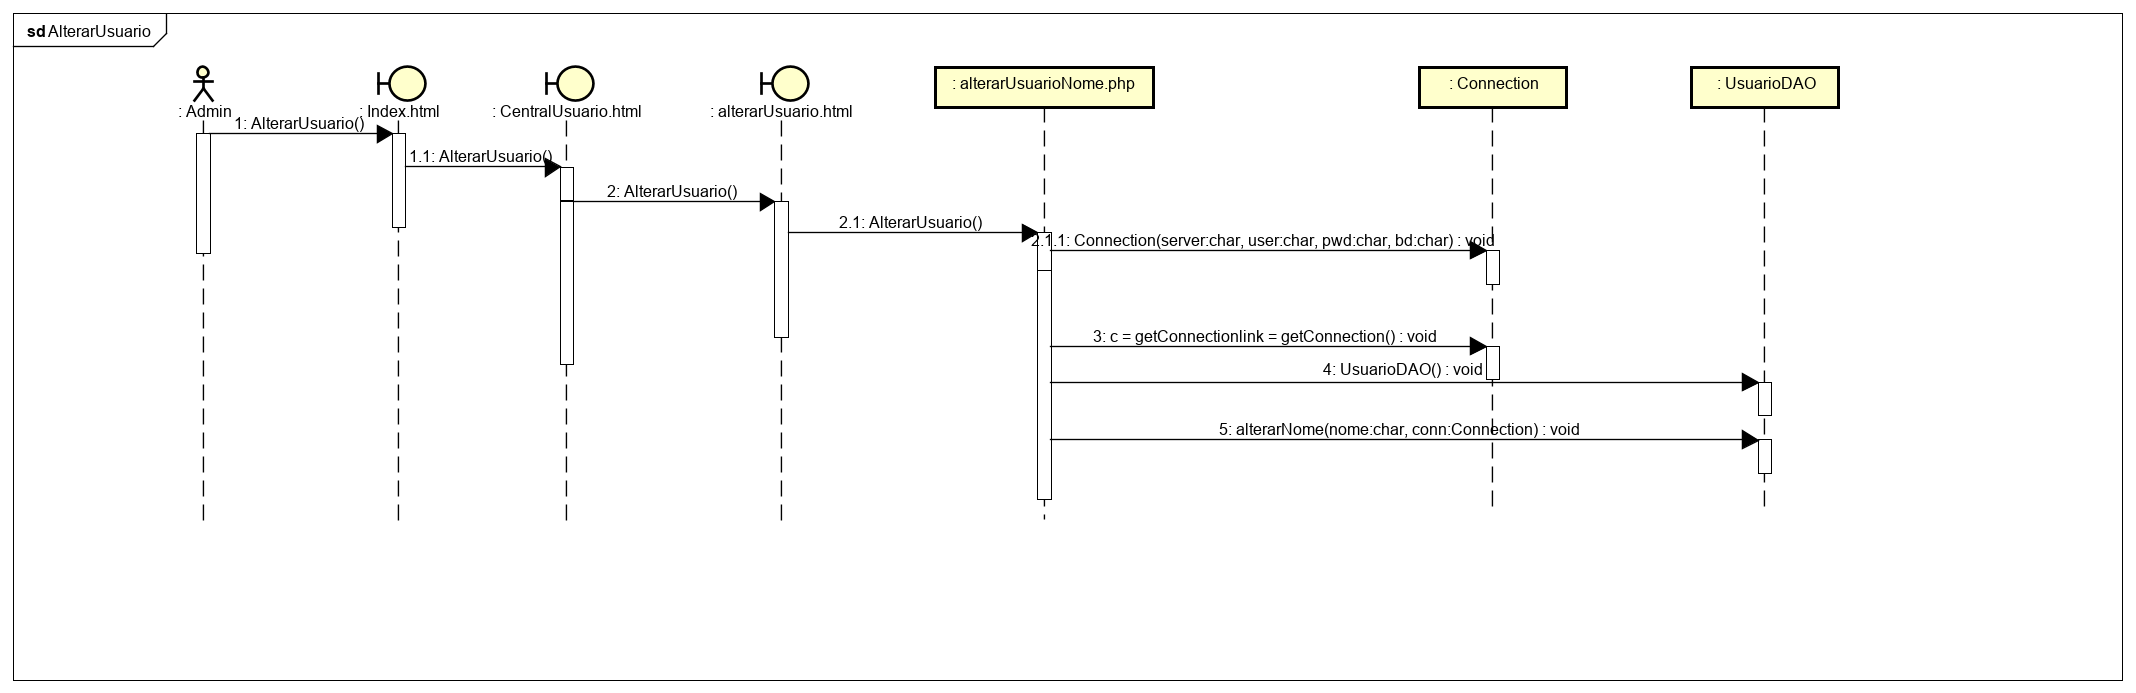 sd AlterarUsuario
: Admin
: Index.html
: CentralUsuario.html
: alterarUsuario.html
: alterarUsuarioNome.php
: Connection
: UsuarioDAO
1: AlterarUsuario()
1.1: AlterarUsuario()
2: AlterarUsuario()
2.1: AlterarUsuario()
2.1.1: Connection(server:char, user:char, pwd:char, bd:char) : void
3: c = getConnectionlink = getConnection() : void
4: UsuarioDAO() : void
5: alterarNome(nome:char, conn:Connection) : void